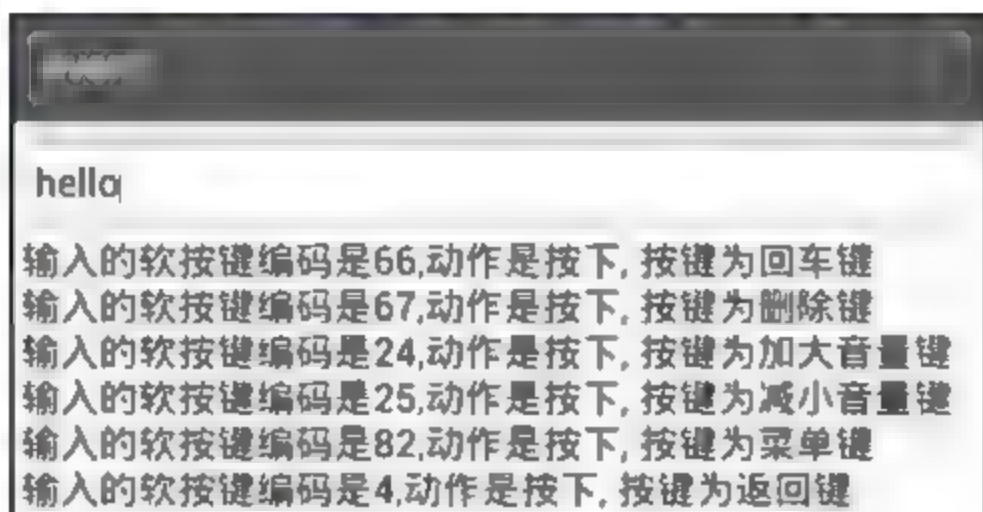 hello
输入的软按键编码是66,动作是按下, 按键为回车键
输入的软按键编码是67,动作是按下, 按键为删除键
输入的软按键编码是24,动作是按下, 按键为加大音量键
输入的软按键编码是25,动作是按下, 按键为减小音量键
输入的软按键编码是82,动作是按下, 按键为菜单键
输入的软按键编码是4,动作是按下, 按键为返回键